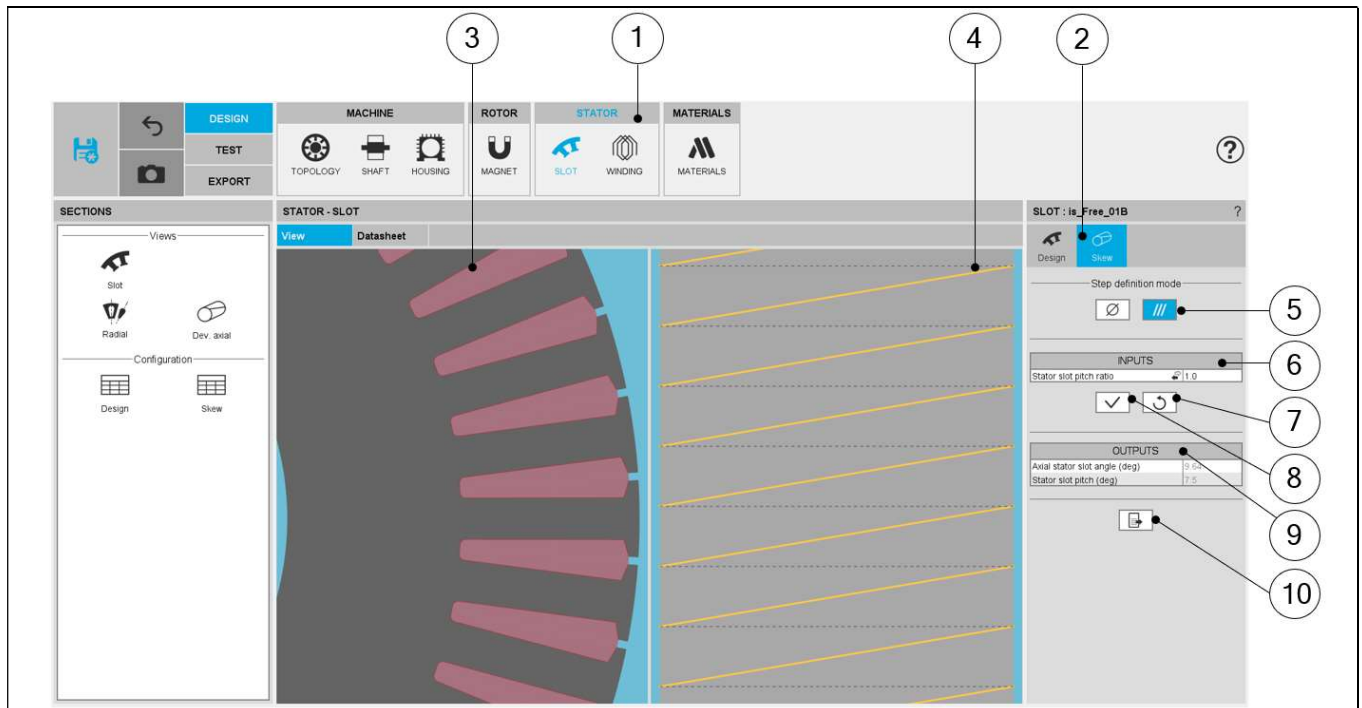 3
1
4
2
DESIGN
TEST
EXPORT
MACHINE
TOPOLOGY
SHAFT
HOUSING
ROTOR
MAGNET
STATOR
SLOT
WINDING
MATERIALS
MATERIALS
?
SECTIONS
Views
Slot
Radial
Dev. axial
Configuration
Design
Skew
STATOR - SLOT
View
Datasheet
SLOT : is_Free_01B
?
Design
Skew
Step definition mode
INPUTS
Stator slot pitch ratio 1.0
OUTPUTS
Axial stator slot angle (deg) 9.64
Stator slot pitch (deg) 7.5
5
6
7
8
9
10